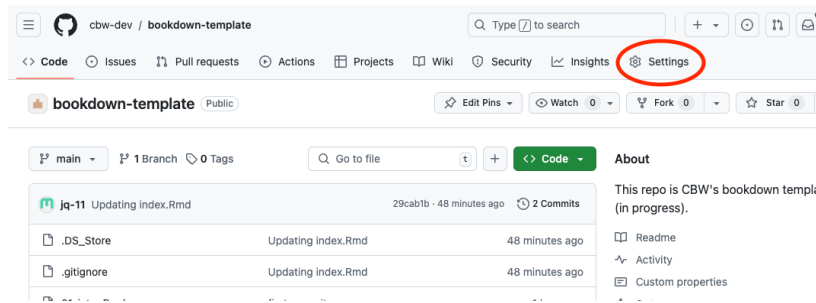 cbw-dev / bookdown-template
Type / to search
Code Issues Pull requests Actions Projects Wiki Security Insights Settings
bookdown-template Public
Edit Pins Watch 0 Fork 0 Star 0
main 1 Branch 0 Tags Go to file t Code
About
This repo is CBW's bookdown
(in progress).
jq-11 Updating index.Rmd 29cab1b · 48 minutes ago 2 Commits
.DS_Store Updating index.Rmd 48 minutes ago
Readme
Activity
.gitignore Updating index.Rmd 48 minutes ago
Custom properties